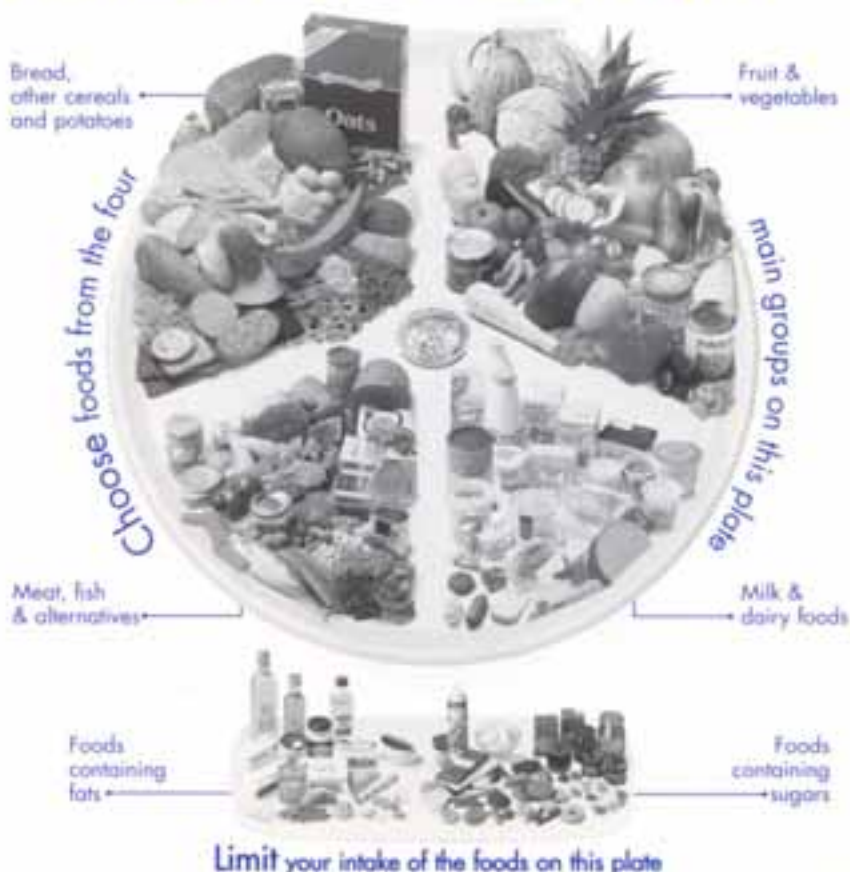 Bread,
other cereals
and potatoes
Oats
Fruit &
vegetables
Choose foods from the four
main groups on this plate
Meat, fish
& alternatives
Milk &
dairy foods
Foods
containing
fats
Foods
containing
sugars
Limit your intake of the foods on this plate